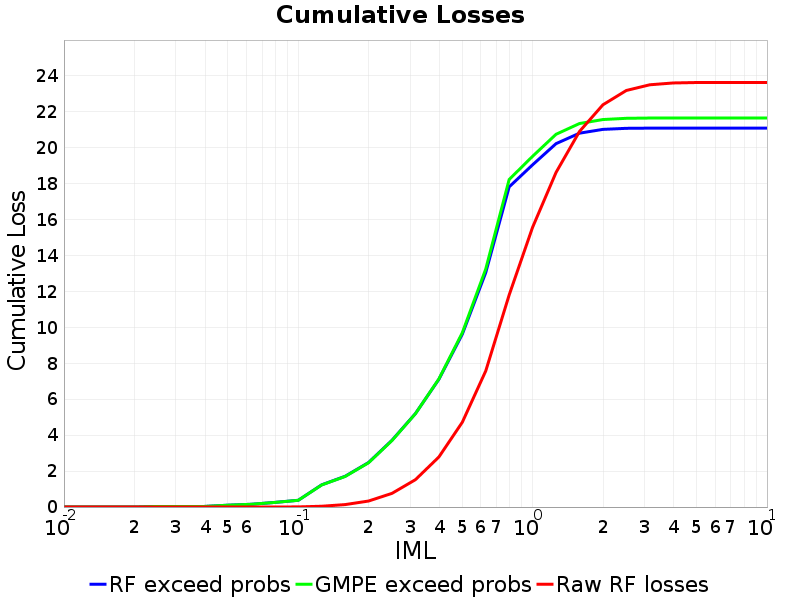 Cumulative Losses
Cumulative Loss
24
22
20
18
16
14
12
10
8
6
4
2
0
10^-2 2 3 4 5 6 10^-1 2 3 4 5 6 7 10^0 2 3 4 5 6 7 10^1
IML
RF exceed probs GMPE exceed probs Raw RF losses